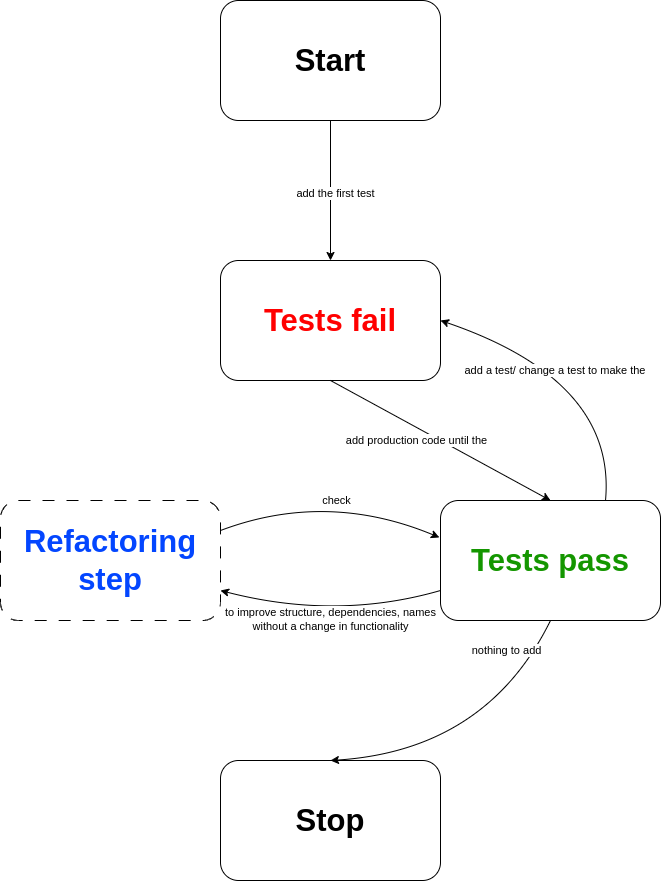 Start
add the first test
Tests fail
add a test/ change a test to make the
add production code until the
check
Refactoring
step
Tests pass
to improve structure, dependencies, names
without a change in functionality
nothing to add
Stop